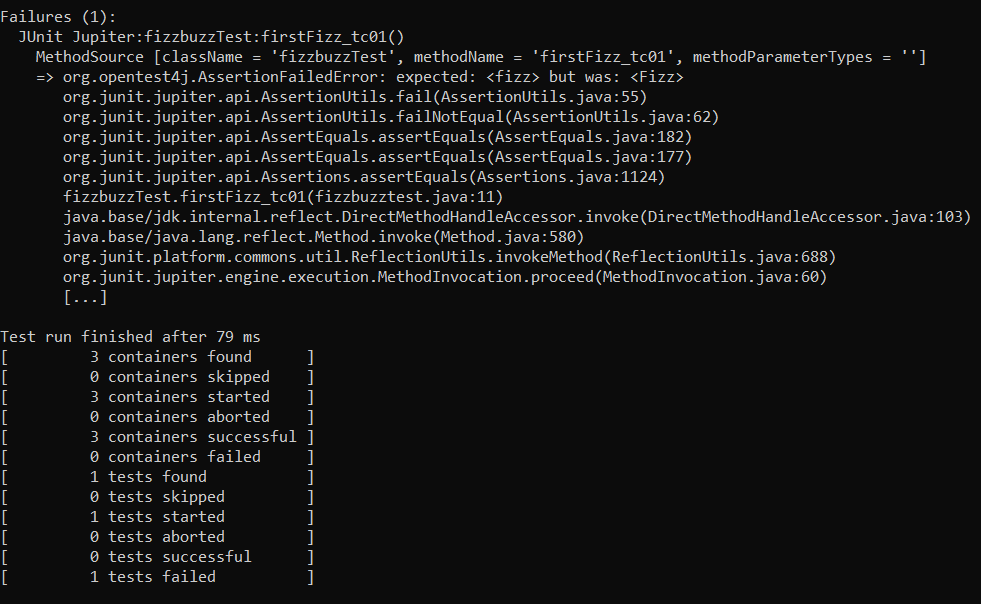 Failures (1):
  JUnit Jupiter:fizzbuzzTest:firstFizz_tc01()
    MethodSource [className = 'fizzbuzzTest', methodName = 'firstFizz_tc01', methodParameterTypes = '']
    => org.opentest4j.AssertionFailedError: expected: <fizz> but was: <Fizz>
       org.junit.jupiter.api.AssertionUtils.fail(AssertionUtils.java:55)
       org.junit.jupiter.api.AssertionUtils.failNotEqual(AssertionUtils.java:62)
       org.junit.jupiter.api.AssertEquals.assertEquals(AssertEquals.java:182)
       org.junit.jupiter.api.AssertEquals.assertEquals(AssertEquals.java:177)
       org.junit.jupiter.api.Assertions.assertEquals(Assertions.java:1124)
       fizzbuzzTest.firstFizz_tc01(fizzbuzztest.java:11)
       java.base/jdk.internal.reflect.DirectMethodHandleAccessor.invoke(DirectMethodHandleAccessor.java:103)
       java.base/java.lang.reflect.Method.invoke(Method.java:580)
       org.junit.platform.commons.util.ReflectionUtils.invokeMethod(ReflectionUtils.java:688)
       org.junit.jupiter.engine.execution.MethodInvocation.proceed(MethodInvocation.java:60)
       [...]

Test run finished after 79 ms
[         3 containers found      ]
[         0 containers skipped    ]
[         3 containers started    ]
[         0 containers aborted    ]
[         3 containers successful ]
[         0 containers failed     ]
[         1 tests found           ]
[         0 tests skipped         ]
[         1 tests started         ]
[         0 tests aborted         ]
[         0 tests successful      ]
[         1 tests failed          ]